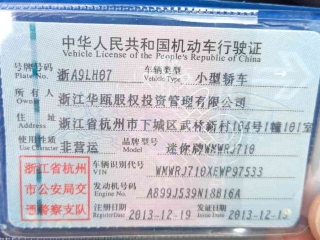 中华人民共和国机动车行驶证
Vehicle License of the People's Republic of China
号牌号码 浙A9LH07 车辆类型 小型轿车
Plate No. Vehicle Type
所有人 浙江华瓯股权投资管理有限公司
Owner
住址 浙江省杭州市下城区武林新村104号1幢101室
Address
使用性质 非营运 品牌型号 迷你牌WMWRJ710
浙江省杭州市公安局交通警察支队
车辆识别代号 WMWRJ710XEWP97533
VIN
发动机号码 A899J539N18B16A
Engine No.
注册日期 2013-12-19 发证日期 2013-12-19
Register Date Issue Date